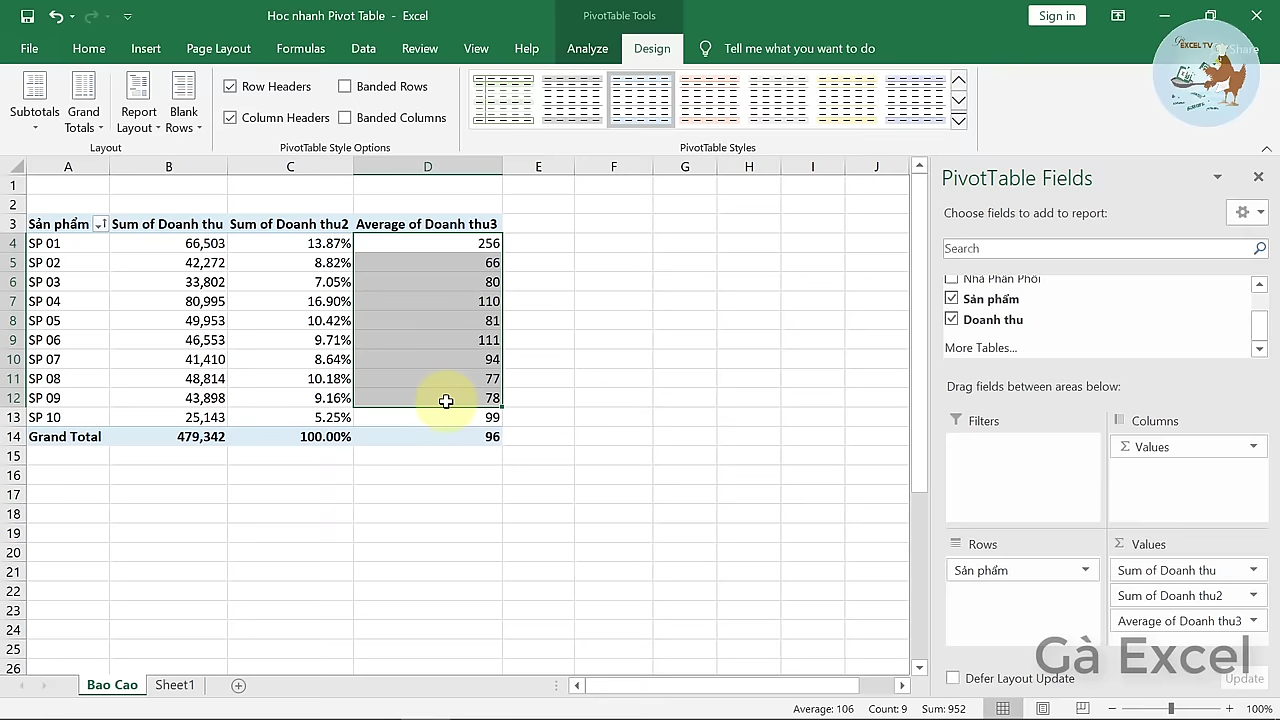 Hoc nhanh Pivot Table - Excel
PivotTable Tools
Sign in
File Home Insert Page Layout Formulas Data Review View Help Analyze Design Tell me what you want to do Share
EXCEL TV
Subtotals
Grand Totals
Report Layout
Blank Rows
Layout
Row Headers
Banded Rows
Column Headers
Banded Columns
PivotTable Style Options
PivotTable Styles
A B C D E F G H I J
1
2
3 Sản phẩm Sum of Doanh thu Sum of Doanh thu2 Average of Doanh thu3
4 SP 01 66,503 13.87% 256
5 SP 02 42,272 8.82% 66
6 SP 03 33,802 7.05% 80
7 SP 04 80,995 16.90% 110
8 SP 05 49,953 10.42% 81
9 SP 06 46,553 9.71% 111
10 SP 07 41,410 8.64% 94
11 SP 08 48,814 10.18% 77
12 SP 09 43,898 9.16% 78
13 SP 10 25,143 5.25% 99
14 Grand Total 479,342 100.00% 96
15
16
17
18
19
20
21
22
23
24
25
26
PivotTable Fields
Choose fields to add to report:
Search
Nhà Phân Phối
Sản phẩm
Doanh thu
More Tables...
Drag fields between areas below:
Filters
Columns
Σ Values
Rows
Sản phẩm
Σ Values
Sum of Doanh thu
Sum of Doanh thu2
Average of Doanh thu3
Gà Excel
Defer Layout Update
Update
Bao Cao Sheet1
Average: 106 Count: 9 Sum: 952
100%